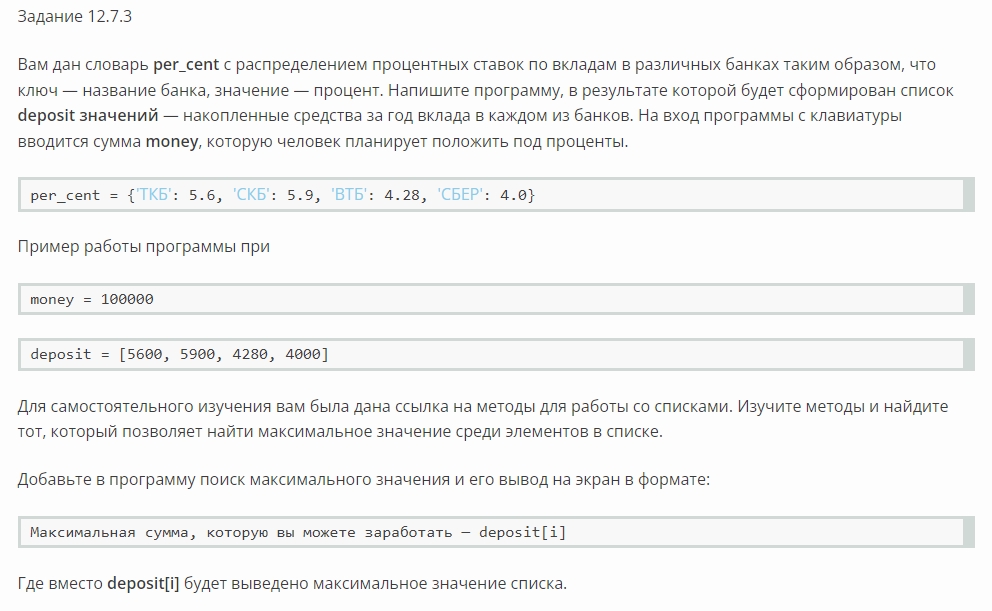 Задание 12.7.3
Вам дан словарь per_cent с распределением процентных ставок по вкладам в различных банках таким образом, что
ключ — название банка, значение — процент. Напишите программу, в результате которой будет сформирован список
deposit значений — накопленные средства за год вклада в каждом из банков. На вход программы с клавиатуры
вводится сумма money, которую человек планирует положить под проценты.
per_cent = {'ТКБ': 5.6, 'СКБ': 5.9, 'ВТБ': 4.28, 'СБЕР': 4.0}
Пример работы программы при
money = 100000
deposit = [5600, 5900, 4280, 4000]
Для самостоятельного изучения вам была дана ссылка на методы для работы со списками. Изучите методы и найдите
тот, который позволяет найти максимальное значение среди элементов в списке.
Добавьте в программу поиск максимального значения и его вывод на экран в формате:
Максимальная сумма, которую вы можете заработать — deposit[i]
Где вместо deposit[i] будет выведено максимальное значение списка.